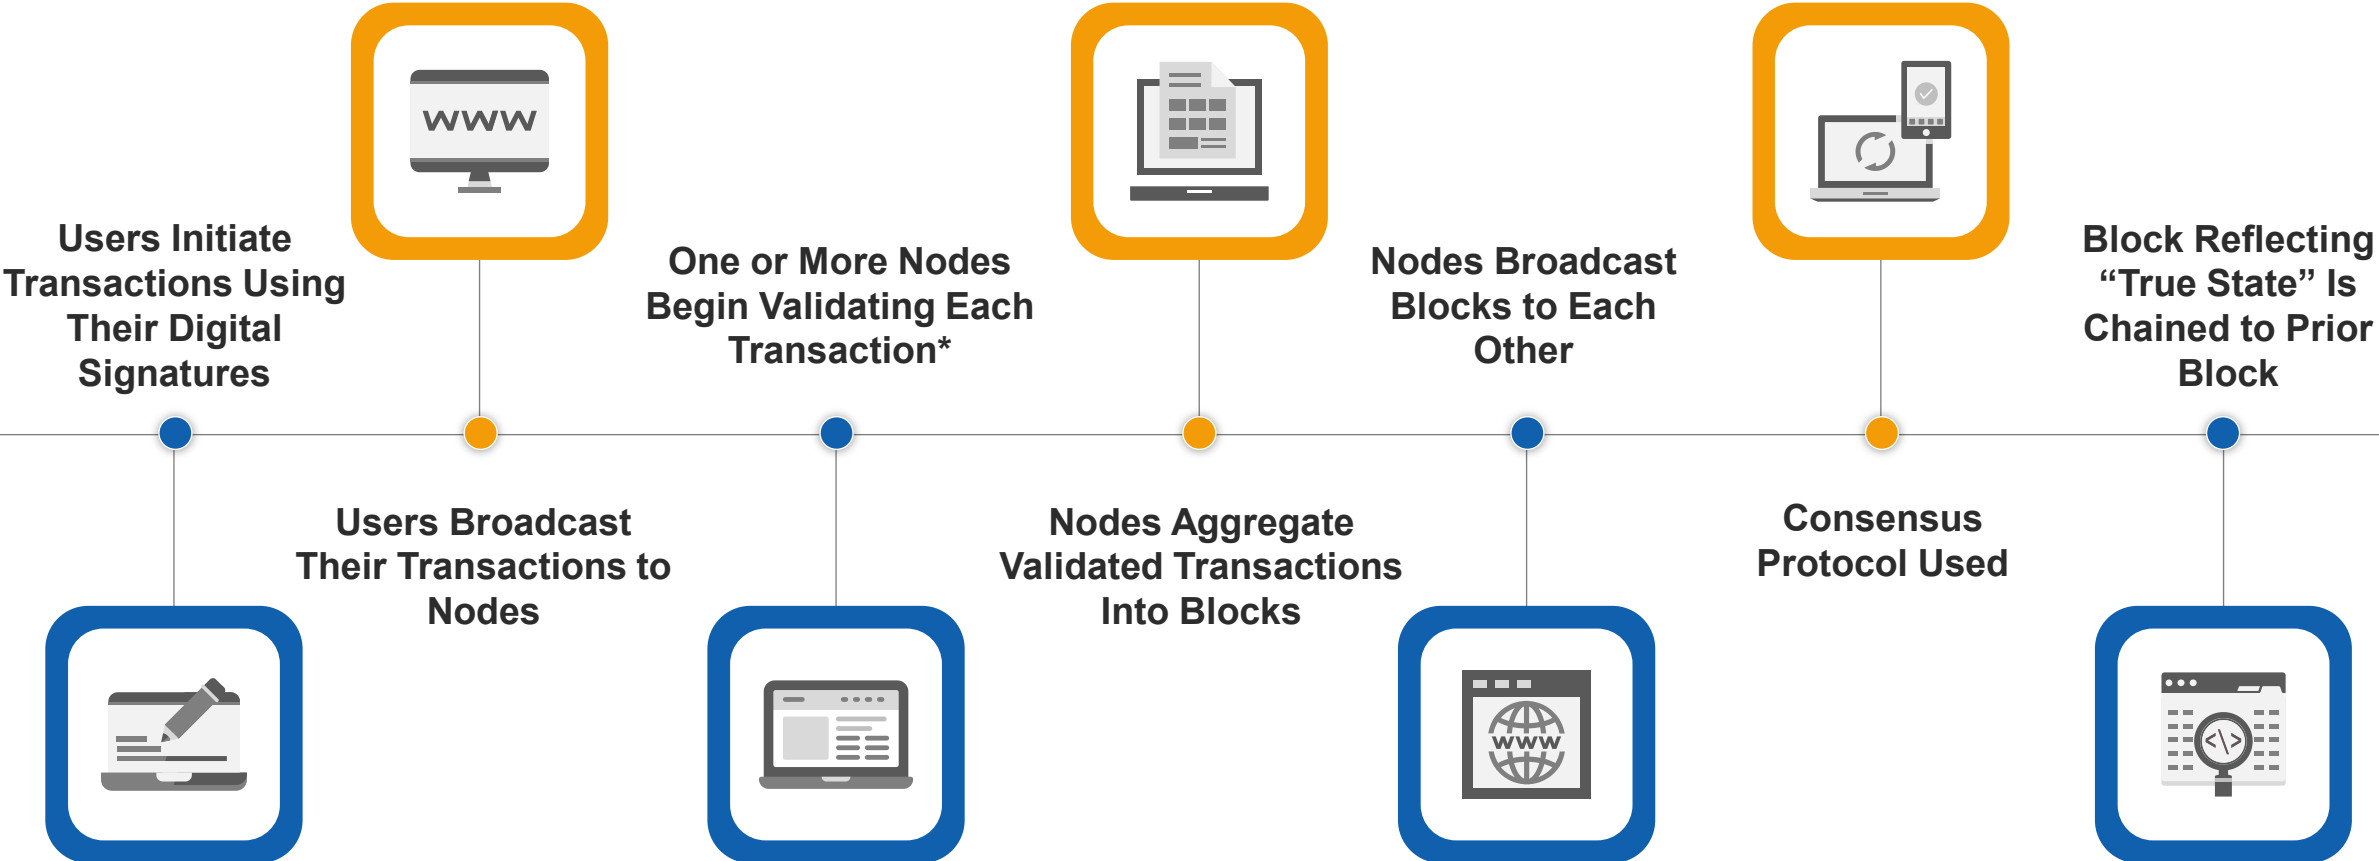 Users Initiate
Transactions Using
Their Digital
Signatures
www
Users Broadcast
Their Transactions to
Nodes
One or More Nodes
Begin Validating Each
Transaction*
Nodes Aggregate
Validated Transactions
Into Blocks
Nodes Broadcast
Blocks to Each
Other
www
Consensus
Protocol Used
Block Reflecting
“True State” Is
Chained to Prior
Block
<\>